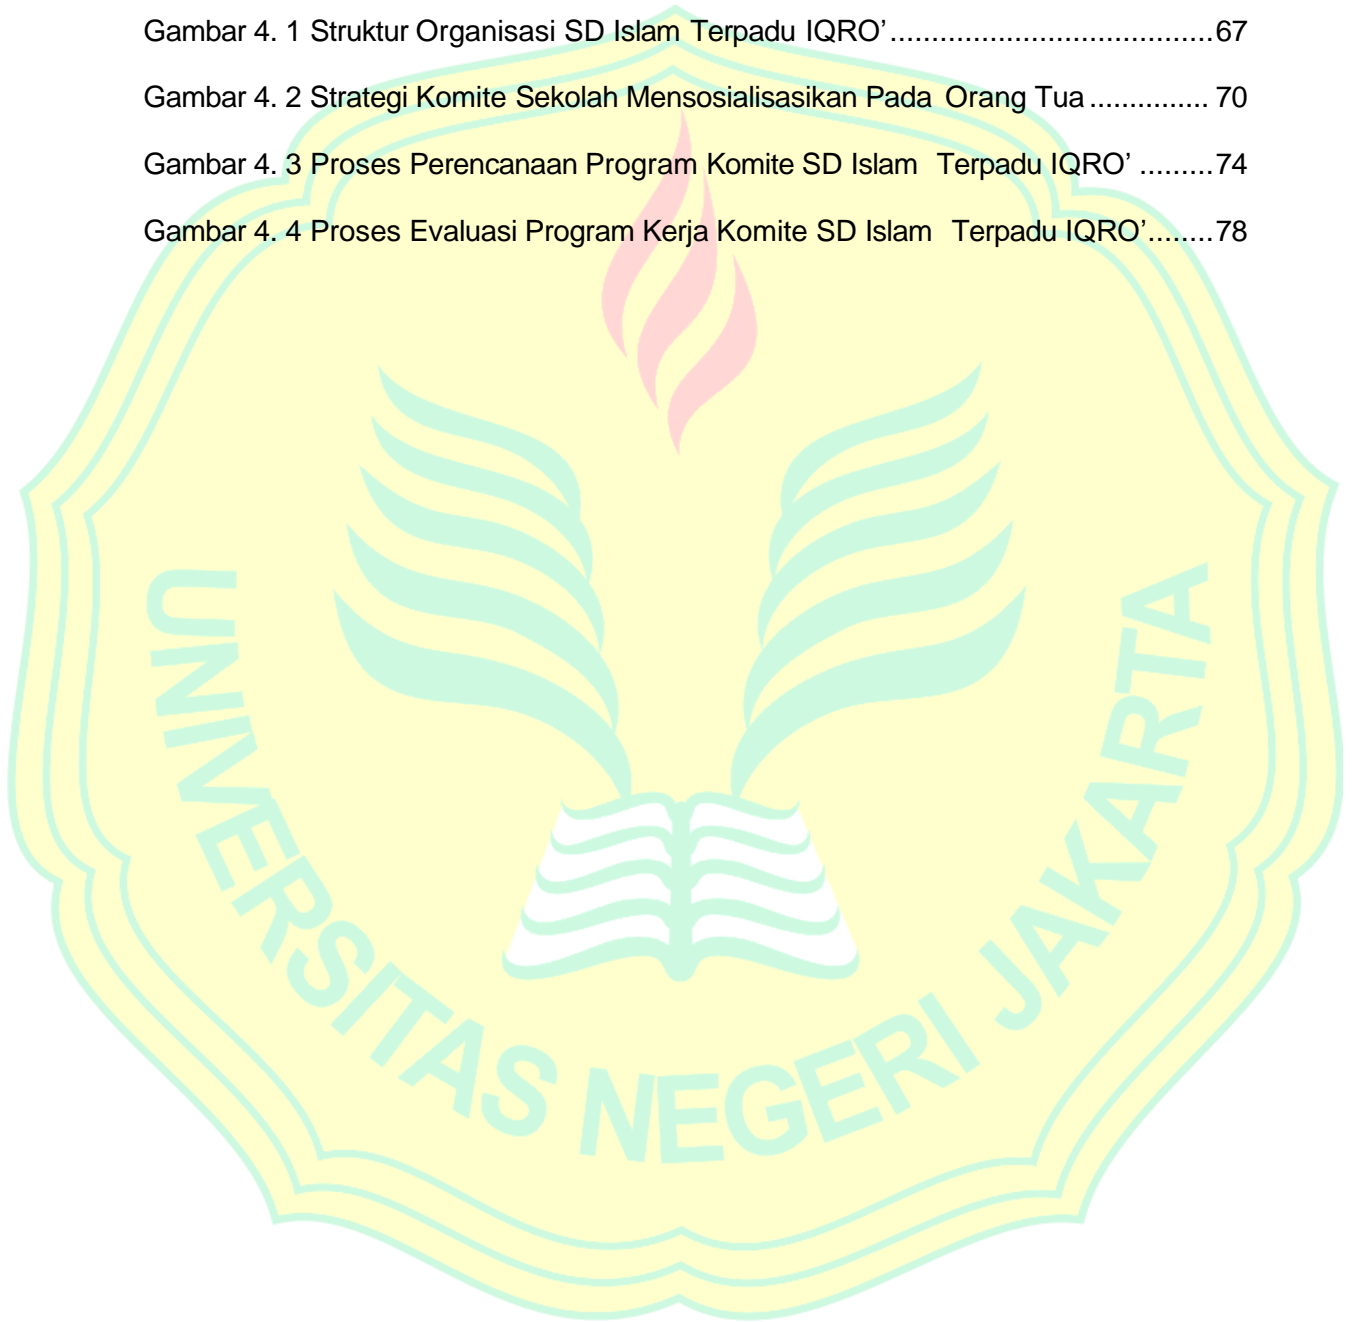 Gambar 4. 1 Struktur Organisasi SD Islam Terpadu IQRO’........................................67
Gambar 4. 2 Strategi Komite Sekolah Mensosialisasikan Pada Orang Tua............... 70
Gambar 4. 3 Proses Perencanaan Program Komite SD Islam Terpadu IQRO’ .........74
Gambar 4. 4 Proses Evaluasi Program Kerja Komite SD Islam Terpadu IQRO’........78
UNIVERSITAS NEGERI JAKARTA